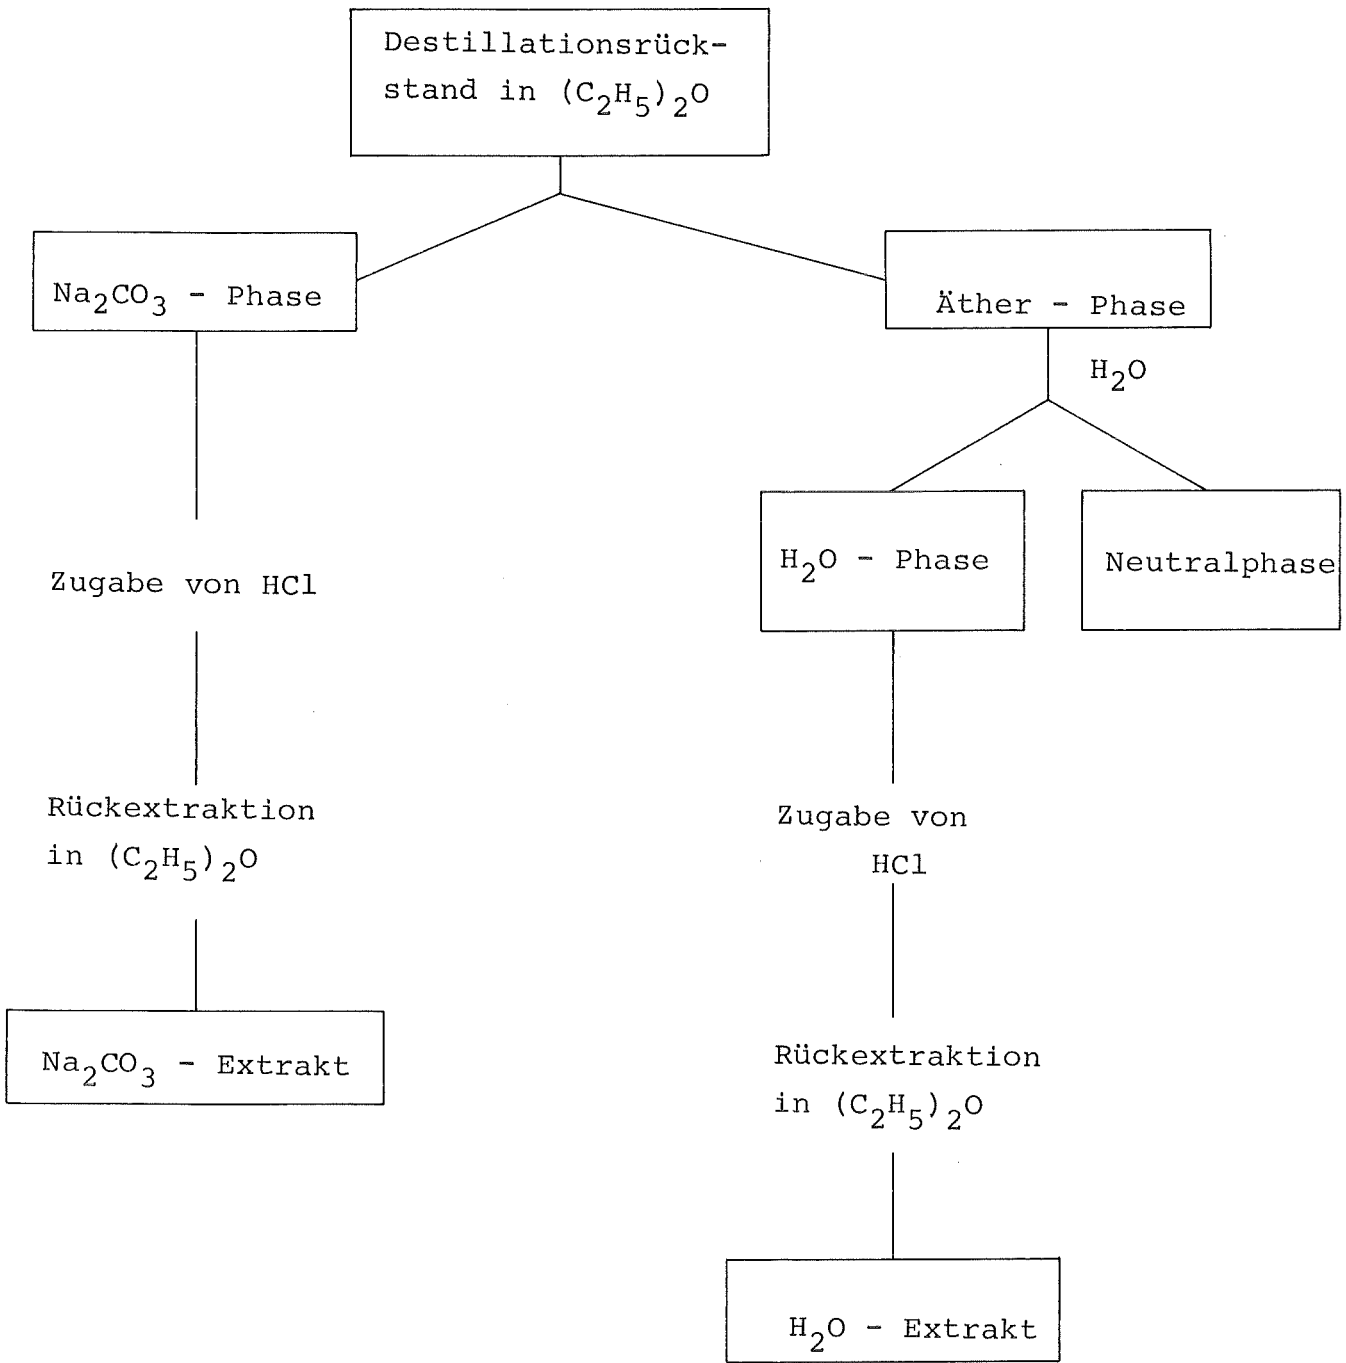 Destillationsrück-
stand in (C₂H₅)₂O
Na₂CO₃ - Phase
Äther - Phase
H₂O
H₂O - Phase
Neutralphase
Zugabe von HCl
Rückextraktion
in (C₂H₅)₂O
Zugabe von
HCl
Na₂CO₃ - Extrakt
Rückextraktion
in (C₂H₅)₂O
H₂O - Extrakt